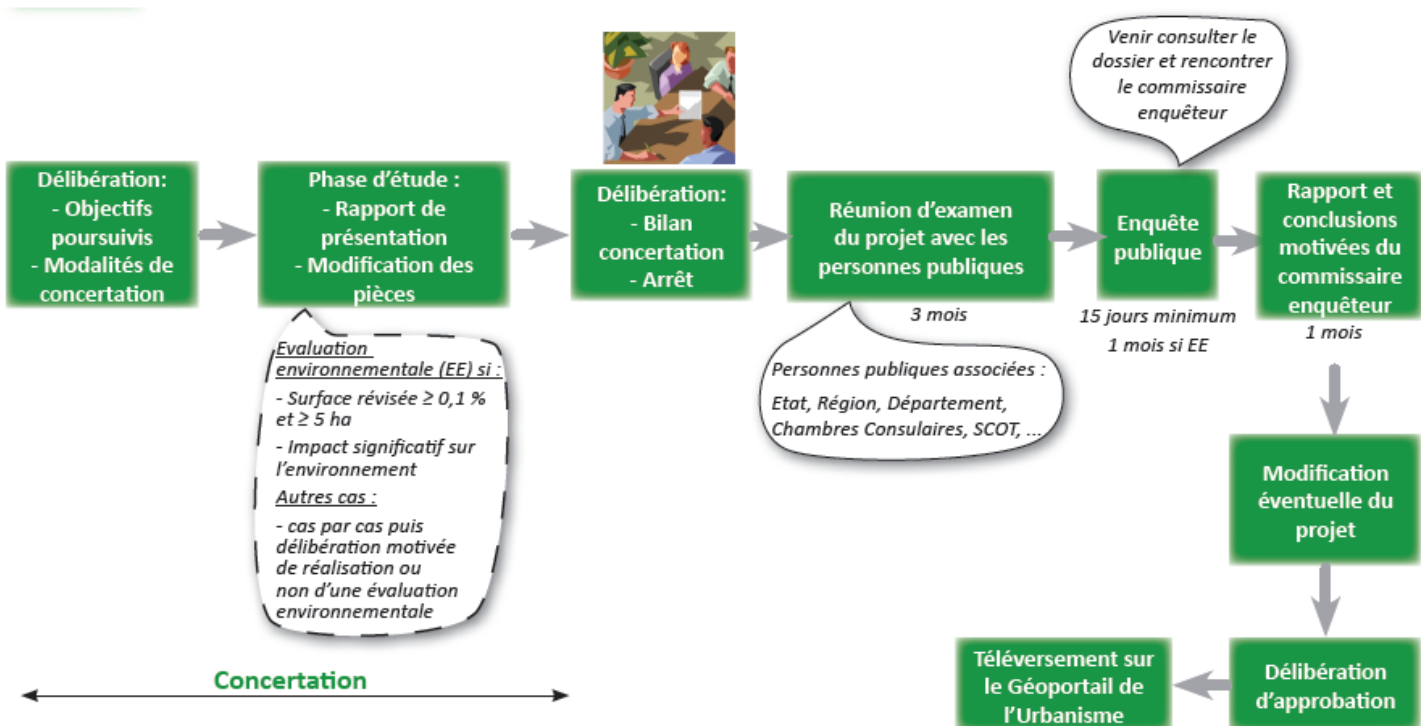 Délibération:
- Objectifs
poursuivis
- Modalités de
concertation
Phase d'étude :
- Rapport de
présentation
- Modification des
pièces
Evaluation
environnementale (EE) si :
- Surface révisée ≥ 0,1 %
et ≥ 5 ha
- Impact significatif sur
l'environnement
Autres cas :
- cas par cas puis
délibération motivée
de réalisation ou
non d'une évaluation
environnementale
Concertation
Délibération:
- Bilan
concertation
- Arrêt
Réunion d'examen
du projet avec les
personnes publiques
3 mois
Personnes publiques associées :
Etat, Région, Département,
Chambres Consulaires, SCOT, ...
Venir consulter le
dossier et rencontrer
le commissaire
enquêteur
Enquête
publique
15 jours minimum
1 mois si EE
Rapport et
conclusions
motivées du
commissaire
enquêteur
1 mois
Modification
éventuelle du
projet
Délibération
d'approbation
Téléversement sur
le Géoportail de
l'Urbanisme